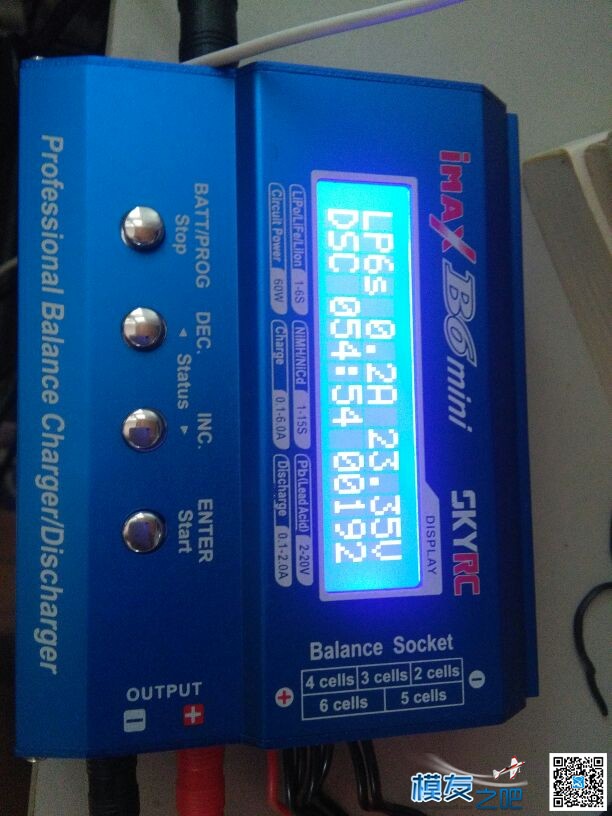 iMAX B6mini SKYRC
DISPLAY
LP6s 0.2A 23.35V
DSC 054:54 00192
LiPo/LiFe/LiIon 1-6S NiMH/NiCd 1-15S Pb(Lead Acid) 2-20V
Circuit Power 60W Charge 0.1-6.0A Discharge 0.1-2.0A
BATT/PROG DEC. INC. ENTER
Stop ◄ Status ► Start
Professional Balance Charger/Discharger
Balance Socket
4 cells 3 cells 2 cells
6 cells 5 cells
OUTPUT
模友之吧